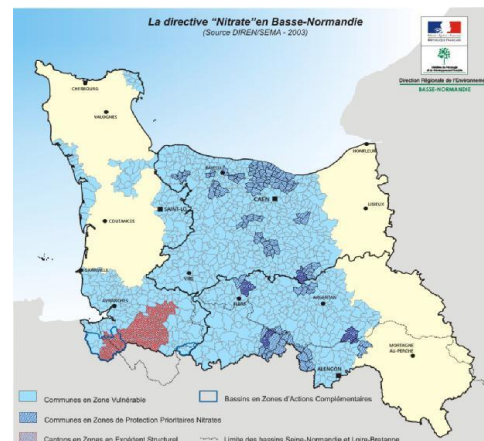 La directive "Nitrate"en Basse-Normandie
(Source DIREN/SEMA - 2003)
Direction Régionale de l'Environnement
BASSE-NORMANDIE
CHERBOURG
VALOGNES
HONFLEUR
BAYEUX
CAEN
LISIEUX
SAINT-LO
COUTANCES
GRANVILLE
VIRE
AVRANCHES
FLERS
ARGENTAN
MORTAGNE
AU-PERCHE
ALENCON
Communes en Zone Vulnérable
Bassins en Zones d'Actions Complémentaires
Communes en Zones de Protection Prioritaires Nitrates
Cantons en Zones en Excédent Structurel
Limite des bassins Seine-Normandie et Loire-Bretagne